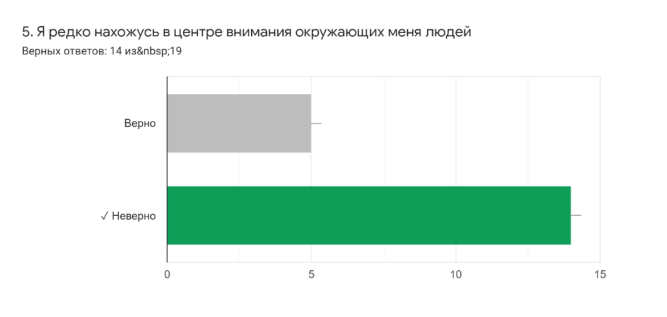 5. Я редко нахожусь в центре внимания окружающих меня людей
Верных ответов: 14 из&nbsp;19
Верно
✓ Неверно
0 5 10 15